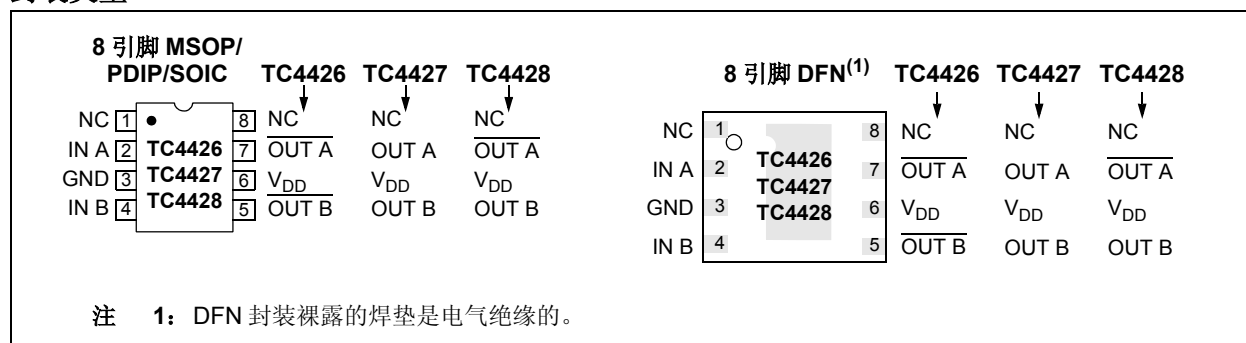 8 引脚 MSOP/
PDIP/SOIC TC4426 TC4427 TC4428
NC 1 8 NC NC NC
IN A 2 TC4426 7 OUT A OUT A OUT A
GND 3 TC4427 6 VDD VDD VDD
IN B 4 TC4428 5 OUT B OUT B OUT B
8 引脚 DFN(1) TC4426 TC4427 TC4428
NC 1 8 NC NC NC
IN A 2 TC4426 7 OUT A OUT A OUT A
TC4427
GND 3 TC4428 6 VDD VDD VDD
IN B 4 5 OUT B OUT B OUT B
注 1：DFN 封装裸露的焊垫是电气绝缘的。